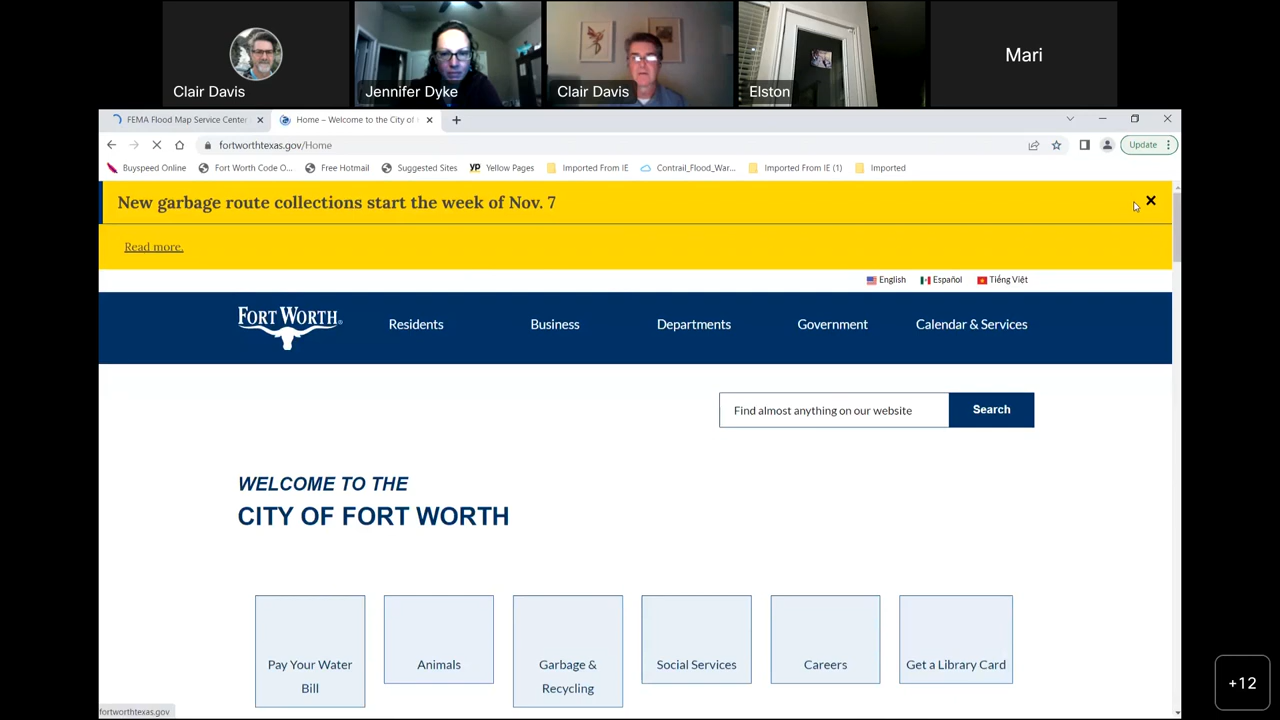 Clair Davis
Jennifer Dyke
Clair Davis
Elston
Mari
FEMA Flood Map Service Center
Home – Welcome to the City of
fortworthtexas.gov/Home
Update
Buyspeed Online
Fort Worth Code O...
Free Hotmail
Suggested Sites
yp Yellow Pages
Imported From IE
Contrail_Flood_War...
Imported From IE (1)
Imported
New garbage route collections start the week of Nov. 7
Read more.
English
Español
Tiếng Việt
FORT WORTH®
Residents
Business
Departments
Government
Calendar & Services
Find almost anything on our website
Search
WELCOME TO THE
CITY OF FORT WORTH
Pay Your Water
Bill
Animals
Garbage &
Recycling
Social Services
Careers
Get a Library Card
fortworthtexas.gov
+12